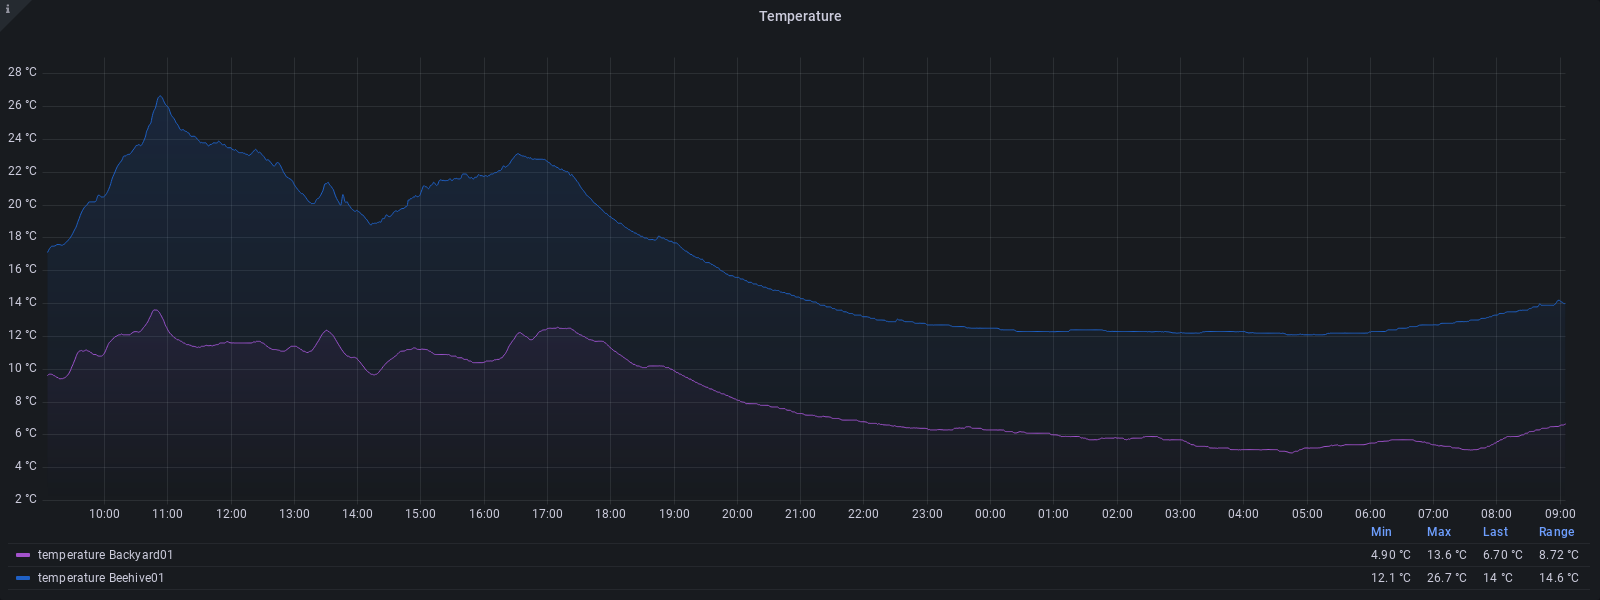 i
Temperature
28 °C
26 °C
24 °C
22 °C
20 °C
18 °C
16 °C
14 °C
12 °C
10 °C
8 °C
6 °C
4 °C
2 °C
10:00 11:00 12:00 13:00 14:00 15:00 16:00 17:00 18:00 19:00 20:00 21:00 22:00 23:00 00:00 01:00 02:00 03:00 04:00 05:00 06:00 07:00 08:00 09:00
Min Max Last Range
temperature Backyard01 4.90 °C 13.6 °C 6.70 °C 8.72 °C
temperature Beehive01 12.1 °C 26.7 °C 14 °C 14.6 °C